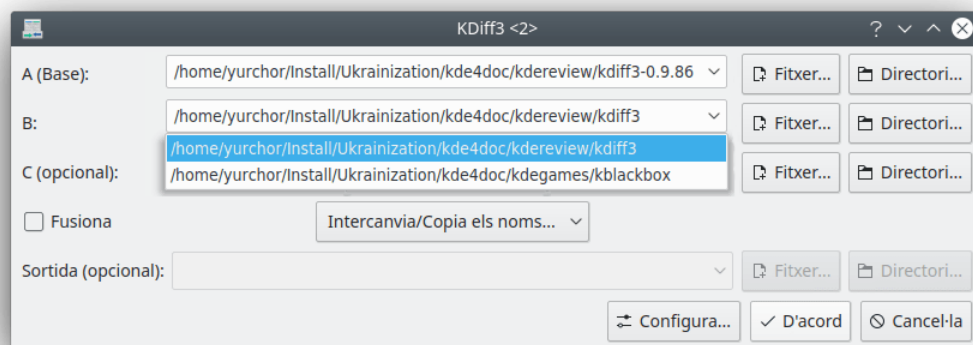 KDiff3 <2>
A (Base): /home/yurchor/Install/Ukrainization/kde4doc/kdereview/kdiff3-0.9.86 Fitxer... Directori...
B: /home/yurchor/Install/Ukrainization/kde4doc/kdereview/kdiff3 Fitxer... Directori...
/home/yurchor/Install/Ukrainization/kde4doc/kdereview/kdiff3
/home/yurchor/Install/Ukrainization/kde4doc/kdegames/kblackbox
C (opcional): Fitxer... Directori...
Fusiona Intercanvia/Copia els noms...
Sortida (opcional): Fitxer... Directori...
Configura... D'acord Cancel·la